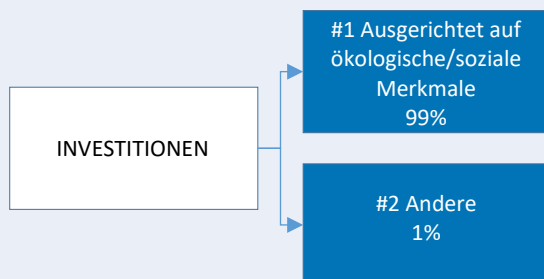 INVESTITIONEN
#1 Ausgerichtet auf
ökologische/soziale
Merkmale
99%
#2 Andere
1%